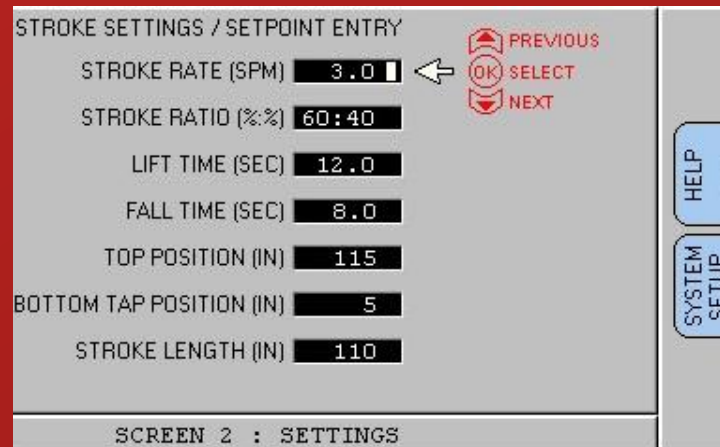 STROKE SETTINGS / SETPOINT ENTRY
PREVIOUS
STROKE RATE (SPM) 3.0
OK SELECT
STROKE RATIO (%:%) 60:40
NEXT
LIFT TIME (SEC) 12.0
FALL TIME (SEC) 8.0
TOP POSITION (IN) 115
BOTTOM TAP POSITION (IN) 5
STROKE LENGTH (IN) 110
HELP
SYSTEM
SETUP
SCREEN 2 : SETTINGS